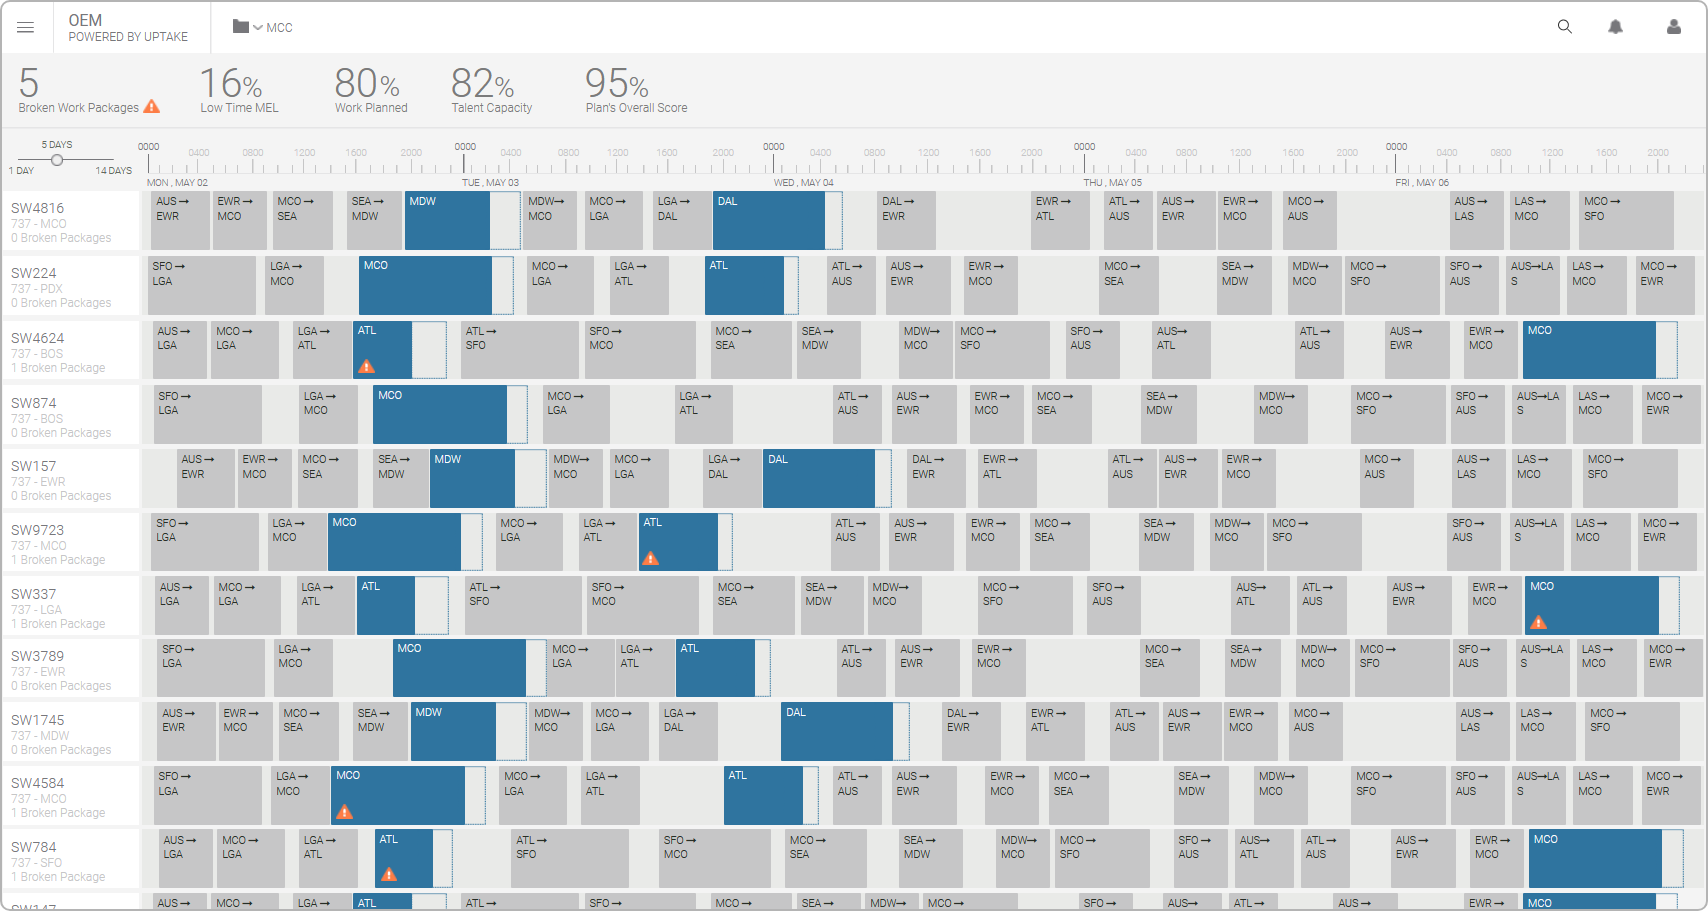 OEM
POWERED BY UPTAKE
MCC
5
Broken Work Packages
16%
Low Time MEL
80%
Work Planned
82%
Talent Capacity
95%
Plan's Overall Score
5 DAYS
1 DAY 14 DAYS
0000 0400 0800 1200 1600 2000 0000 0400 0800 1200 1600 2000 0000 0400 0800 1200 1600 2000 0000 0400 0800 1200 1600 2000 0000 0400 0800 1200 1600 2000
MON , MAY 02 TUE , MAY 03 WED , MAY 04 THU , MAY 05 FRI , MAY 06
SW4816
737 - MCO
0 Broken Packages
AUS→ EWR→ MCO→ SEA→ MDW MDW→ MCO→ LGA→ DAL DAL→ EWR→ ATL→ AUS→ EWR→ MCO→ AUS→ LAS→ MCO→
EWR MCO SEA MDW MCO LGA DAL EWR ATL AUS EWR MCO AUS LAS MCO SFO
SW224
737 - PDX
0 Broken Packages
SFO→ LGA→ MCO MCO→ LGA→ ATL ATL→ AUS→ EWR→ MCO→ SEA→ MDW→ MCO→ SFO→ AUS→LA LAS→ MCO→
LGA MCO LGA ATL AUS EWR MCO SEA MDW MCO SFO AUS S MCO EWR
SW4624
737 - BOS
1 Broken Package
AUS→ MCO→ LGA→ ATL ATL→ SFO→ MCO→ SEA→ MDW→ MCO→ SFO→ AUS→ ATL→ AUS→ EWR→ MCO
LGA LGA ATL SFO MCO SEA MDW MCO SFO AUS ATL AUS EWR MCO
SW874
737 - BOS
0 Broken Packages
SFO→ LGA→ MCO MCO→ LGA→ ATL→ AUS→ EWR→ MCO→ SEA→ MDW→ MCO→ SFO→ AUS→LA LAS→ MCO→
LGA MCO LGA ATL AUS EWR MCO SEA MDW MCO SFO AUS S MCO EWR
SW157
737 - EWR
0 Broken Packages
AUS→ EWR→ MCO→ SEA→ MDW MDW→ MCO→ LGA→ DAL DAL→ EWR→ ATL→ AUS→ EWR→ MCO→ AUS→ LAS→ MCO→
EWR MCO SEA MDW MCO LGA DAL EWR ATL AUS EWR MCO AUS LAS MCO SFO
SW9723
737 - MCO
1 Broken Package
SFO→ LGA→ MCO MCO→ LGA→ ATL ATL→ AUS→ EWR→ MCO→ SEA→ MDW→ MCO→ SFO→ AUS→LA LAS→ MCO→
LGA MCO LGA ATL AUS EWR MCO SEA MDW MCO SFO AUS S MCO EWR
SW337
737 - LGA
1 Broken Package
AUS→ MCO→ LGA→ ATL ATL→ SFO→ MCO→ SEA→ MDW→ MCO→ SFO→ AUS→ ATL→ AUS→ EWR→ MCO
LGA LGA ATL SFO MCO SEA MDW MCO SFO AUS ATL AUS EWR MCO
SW3789
737 - EWR
0 Broken Packages
SFO→ LGA→ MCO MCO→ LGA→ ATL ATL→ AUS→ EWR→ MCO→ SEA→ MDW→ MCO→ SFO→ AUS→LA LAS→ MCO→
LGA MCO LGA ATL AUS EWR MCO SEA MDW MCO SFO AUS S MCO EWR
SW1745
737 - MDW
0 Broken Packages
AUS→ EWR→ MCO→ SEA→ MDW MDW→ MCO→ LGA→ DAL DAL→ EWR→ ATL→ AUS→ EWR→ MCO→ AUS→ LAS→ MCO→
EWR MCO SEA MDW MCO LGA DAL EWR ATL AUS EWR MCO AUS LAS MCO SFO
SW4584
737 - MCO
1 Broken Package
SFO→ LGA→ MCO MCO→ LGA→ ATL ATL→ AUS→ EWR→ MCO→ SEA→ MDW→ MCO→ SFO→ AUS→LA LAS→ MCO→
LGA MCO LGA ATL AUS EWR MCO SEA MDW MCO SFO AUS S MCO EWR
SW784
737 - SFO
1 Broken Package
AUS→ MCO→ LGA→ ATL ATL→ SFO→ MCO→ SEA→ MDW→ MCO→ SFO→ AUS→ ATL→ AUS→ EWR→ MCO
LGA LGA ATL SFO MCO SEA MDW MCO SFO AUS ATL AUS EWR MCO
SW147
AUS→ MCO→ LGA→ ATL ATL→ SFO→ MCO→ SEA→ MDW→ MCO→ SFO→ AUS→ ATL→ AUS→ EWR→ MCO